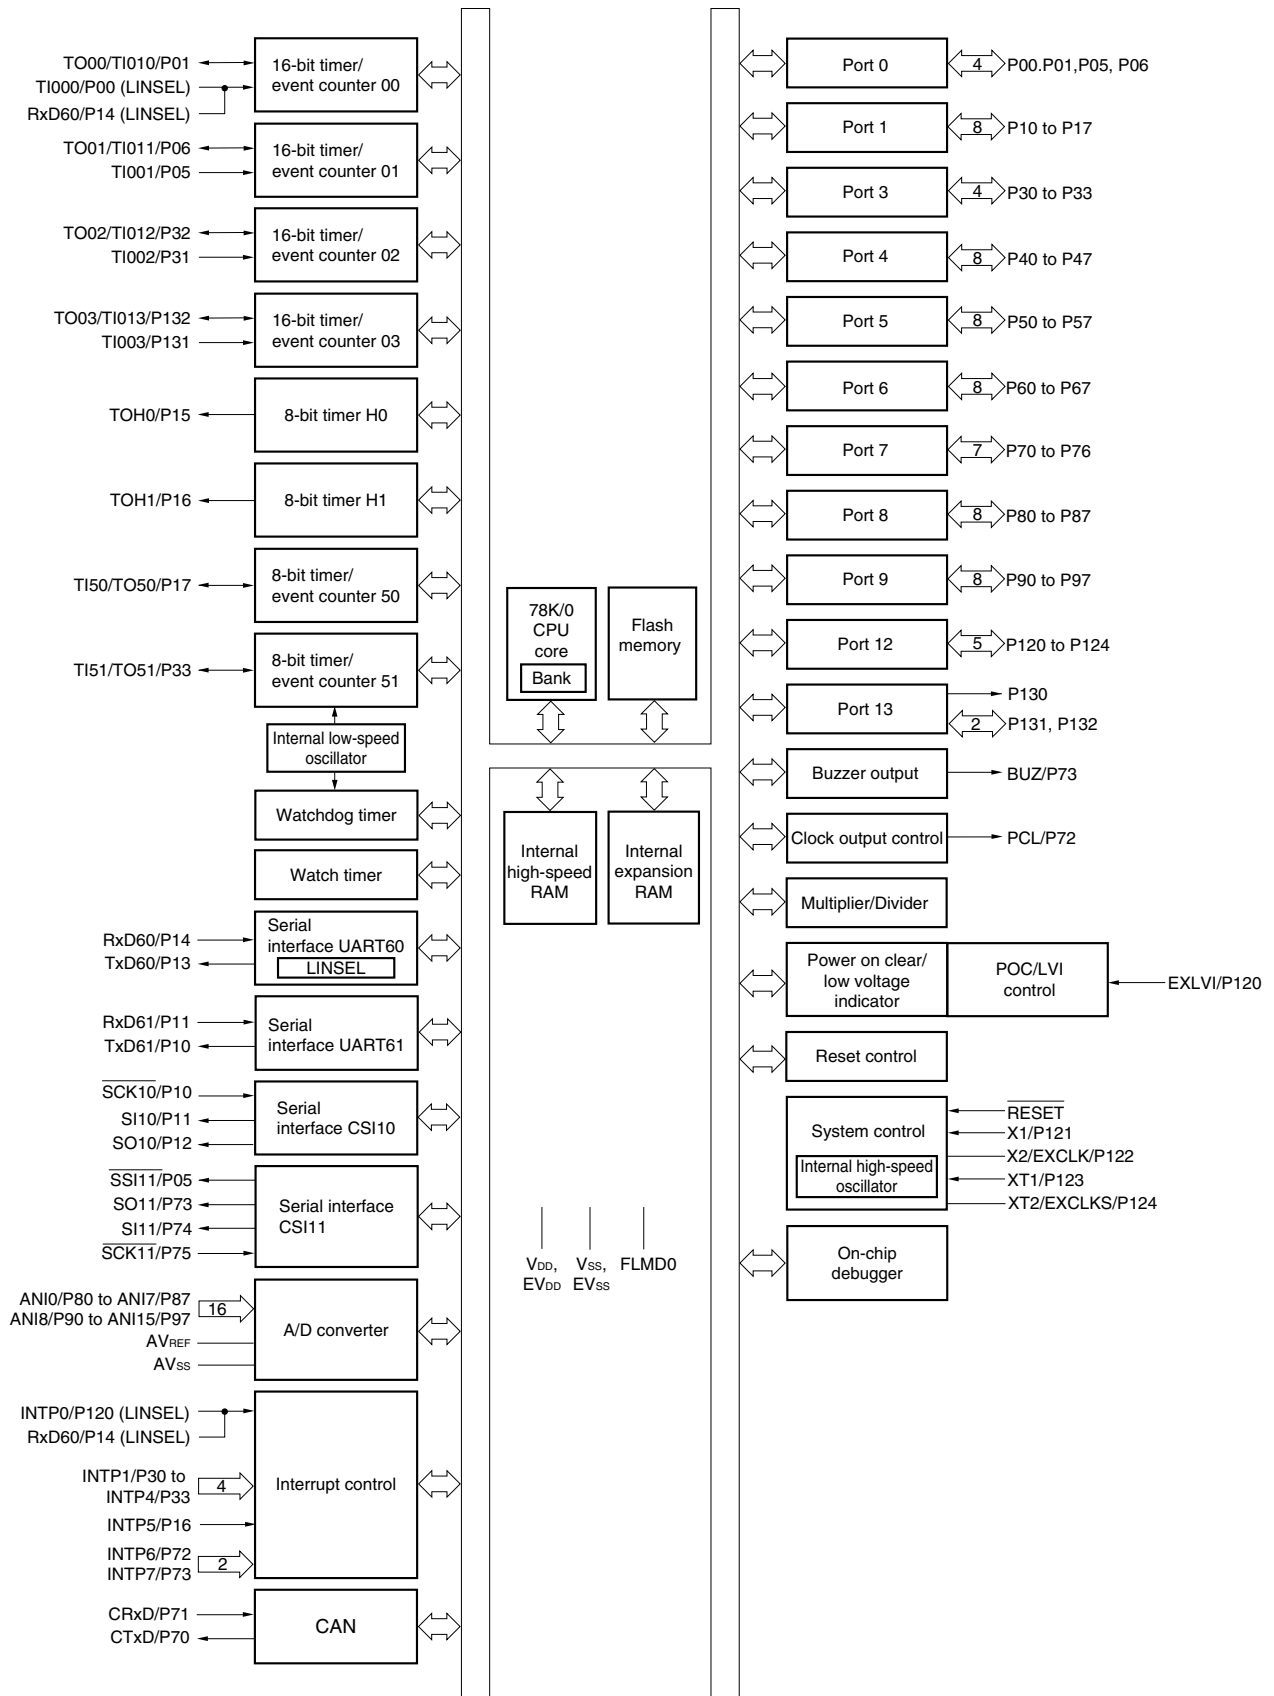 TO00/TI010/P01
TI000/P00 (LINSEL)
RxD60/P14 (LINSEL)
16-bit timer/
event counter 00
TO01/TI011/P06
TI001/P05
16-bit timer/
event counter 01
TO02/TI012/P32
TI002/P31
16-bit timer/
event counter 02
TO03/TI013/P132
TI003/P131
16-bit timer/
event counter 03
TOH0/P15
8-bit timer H0
TOH1/P16
8-bit timer H1
TI50/TO50/P17
8-bit timer/
event counter 50
TI51/TO51/P33
8-bit timer/
event counter 51
Internal low-speed
oscillator
Watchdog timer
Watch timer
RxD60/P14
TxD60/P13
Serial
interface UART60
LINSEL
RxD61/P11
TxD61/P10
Serial
interface UART61
SCK10/P10
SI10/P11
SO10/P12
Serial
interface CSI10
SSI11/P05
SO11/P73
SI11/P74
SCK11/P75
Serial interface
CSI11
ANI0/P80 to ANI7/P87
ANI8/P90 to ANI15/P97
16
AVREF
AVSS
A/D converter
INTP0/P120 (LINSEL)
RxD60/P14 (LINSEL)
INTP1/P30 to
INTP4/P33
4
INTP5/P16
INTP6/P72
INTP7/P73
2
Interrupt control
CRxD/P71
CTxD/P70
CAN
78K/0
CPU
core
Bank
Flash
memory
Internal
high-speed
RAM
Internal
expansion
RAM
VDD,
EVDD
VSS,
EVSS
FLMD0
Port 0
4
P00.P01,P05, P06
Port 1
8
P10 to P17
Port 3
4
P30 to P33
Port 4
8
P40 to P47
Port 5
8
P50 to P57
Port 6
8
P60 to P67
Port 7
7
P70 to P76
Port 8
8
P80 to P87
Port 9
8
P90 to P97
Port 12
5
P120 to P124
Port 13
P130
2
P131, P132
Buzzer output
BUZ/P73
Clock output control
PCL/P72
Multiplier/Divider
Power on clear/
low voltage
indicator
POC/LVI
control
EXLVI/P120
Reset control
System control
Internal high-speed
oscillator
RESET
X1/P121
X2/EXCLK/P122
XT1/P123
XT2/EXCLKS/P124
On-chip
debugger